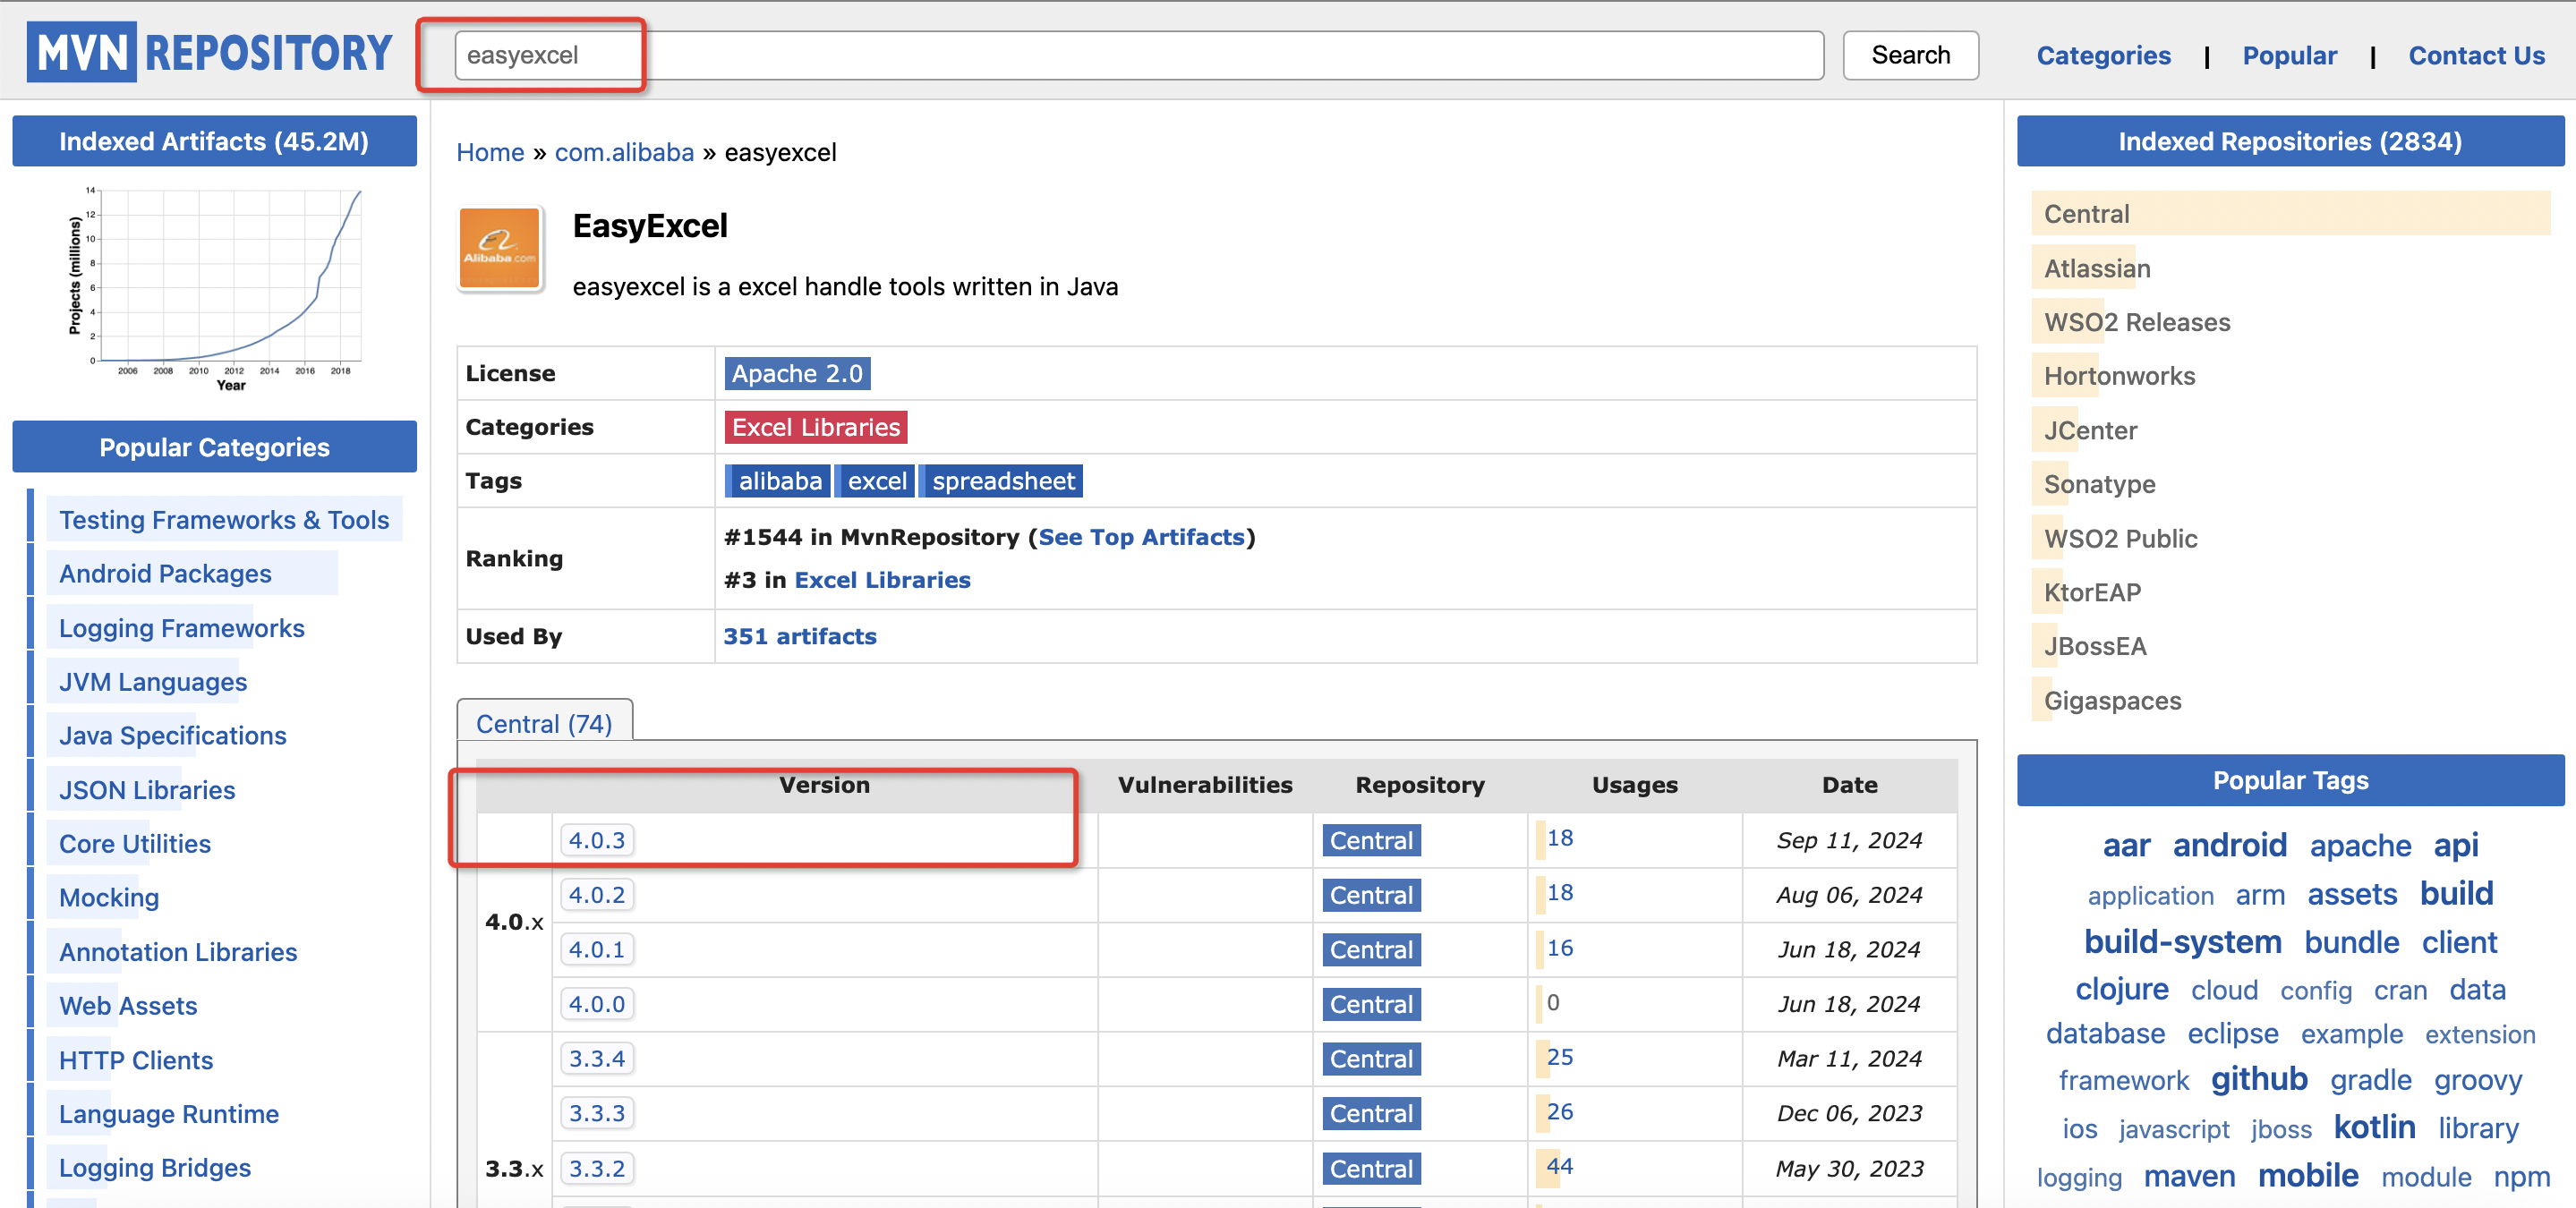 MVN REPOSITORY
easyexcel
Search
Categories | Popular | Contact Us
Indexed Artifacts (45.2M)
Projects (millions)
14
12
10
8
6
4
2
0
2006 2008 2010 2012 2014 2016 2018
Year
Popular Categories
Testing Frameworks & Tools
Android Packages
Logging Frameworks
JVM Languages
Java Specifications
JSON Libraries
Core Utilities
Mocking
Annotation Libraries
Web Assets
HTTP Clients
Language Runtime
Logging Bridges
Home » com.alibaba » easyexcel
Alibaba.com
EasyExcel
easyexcel is a excel handle tools written in Java
License Apache 2.0
Categories Excel Libraries
Tags alibaba excel spreadsheet
Ranking #1544 in MvnRepository (See Top Artifacts)
#3 in Excel Libraries
Used By 351 artifacts
Central (74)
Version Vulnerabilities Repository Usages Date
4.0.x
4.0.3 Central 18 Sep 11, 2024
4.0.2 Central 18 Aug 06, 2024
4.0.1 Central 16 Jun 18, 2024
4.0.0 Central 0 Jun 18, 2024
3.3.x
3.3.4 Central 25 Mar 11, 2024
3.3.3 Central 26 Dec 06, 2023
3.3.2 Central 44 May 30, 2023
Indexed Repositories (2834)
Central
Atlassian
WSO2 Releases
Hortonworks
JCenter
Sonatype
WSO2 Public
KtorEAP
JBossEA
Gigaspaces
Popular Tags
aar android apache api
application arm assets build
build-system bundle client
clojure cloud config cran data
database eclipse example extension
framework github gradle groovy
ios javascript jboss kotlin library
logging maven mobile module npm